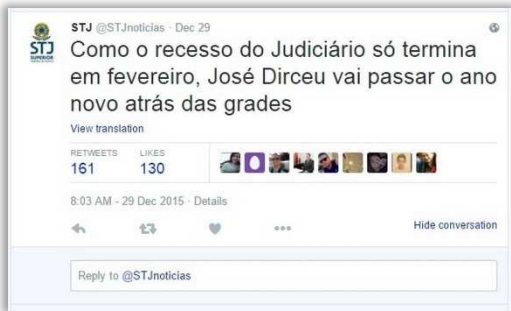 STJ @STJnoticias · Dec 29
STJ
SUPERIOR
Como o recesso do Judiciário só termina
em fevereiro, José Dirceu vai passar o ano
novo atrás das grades
View translation
RETWEETS LIKES
161 130
8:03 AM - 29 Dec 2015 · Details
Hide conversation
Reply to @STJnoticias